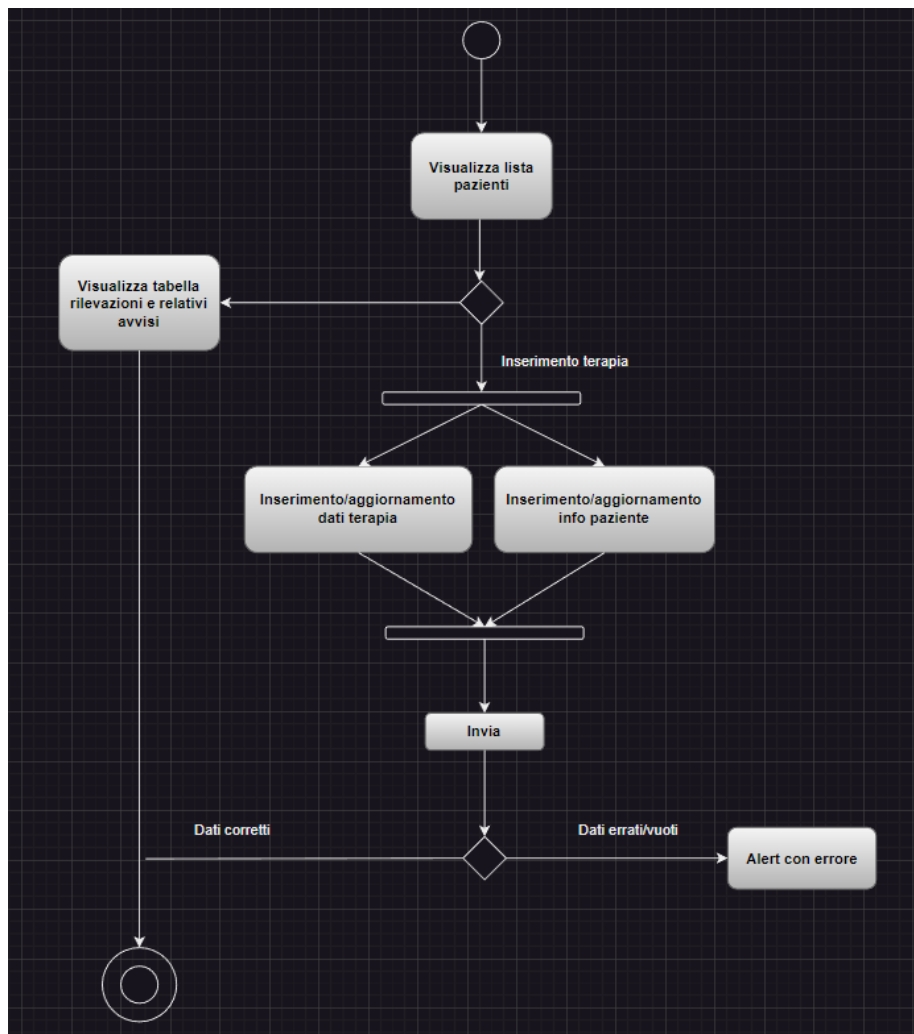 Visualizza lista
pazienti
Visualizza tabella
rilevazioni e relativi
avvisi
Inserimento terapia
Inserimento/aggiornamento
dati terapia
Inserimento/aggiornamento
info paziente
Invia
Dati corretti
Dati errati/vuoti
Alert con errore